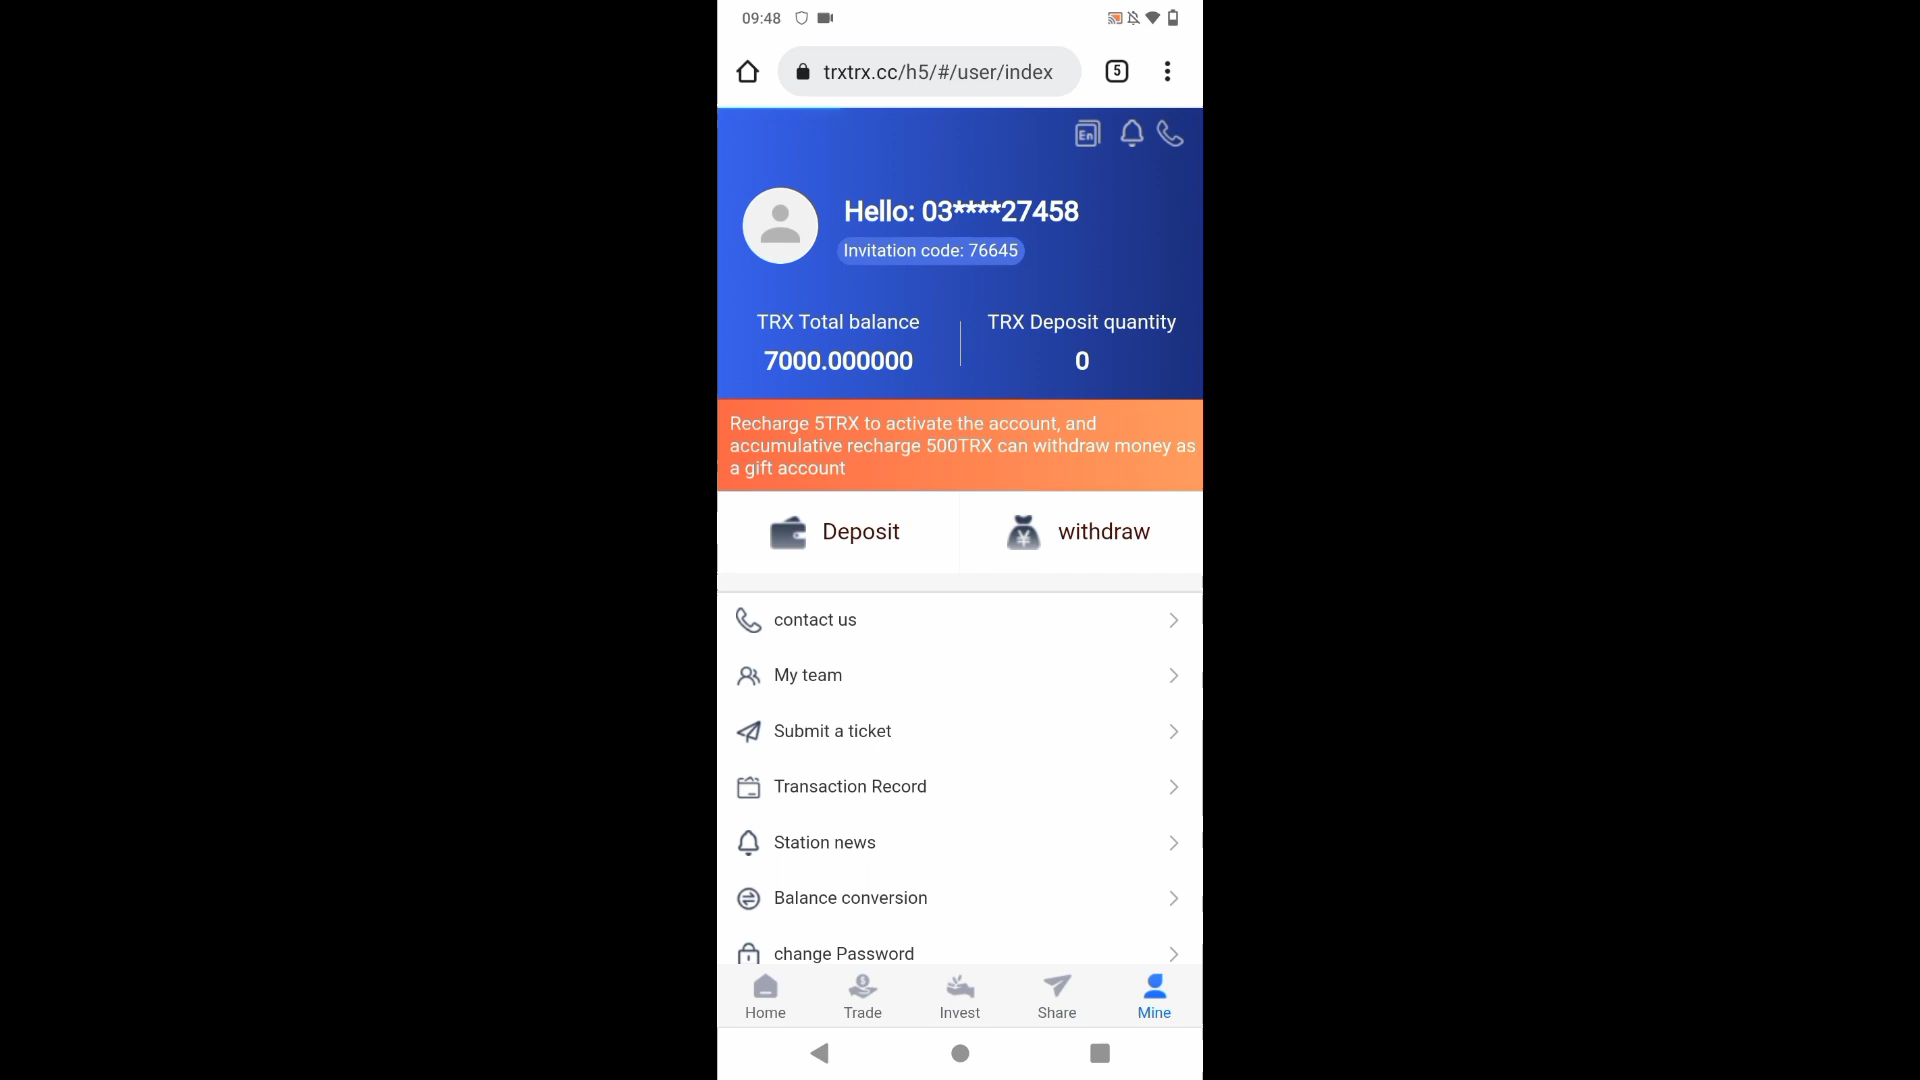 09:48
trxtrx.cc/h5/#/user/index
5
En
Hello: 03****27458
Invitation code: 76645
TRX Total balance
TRX Deposit quantity
7000.000000
0
Recharge 5TRX to activate the account, and
accumulative recharge 500TRX can withdraw money as
a gift account
Deposit
withdraw
contact us
My team
Submit a ticket
Transaction Record
Station news
Balance conversion
change Password
Home
Trade
Invest
Share
Mine